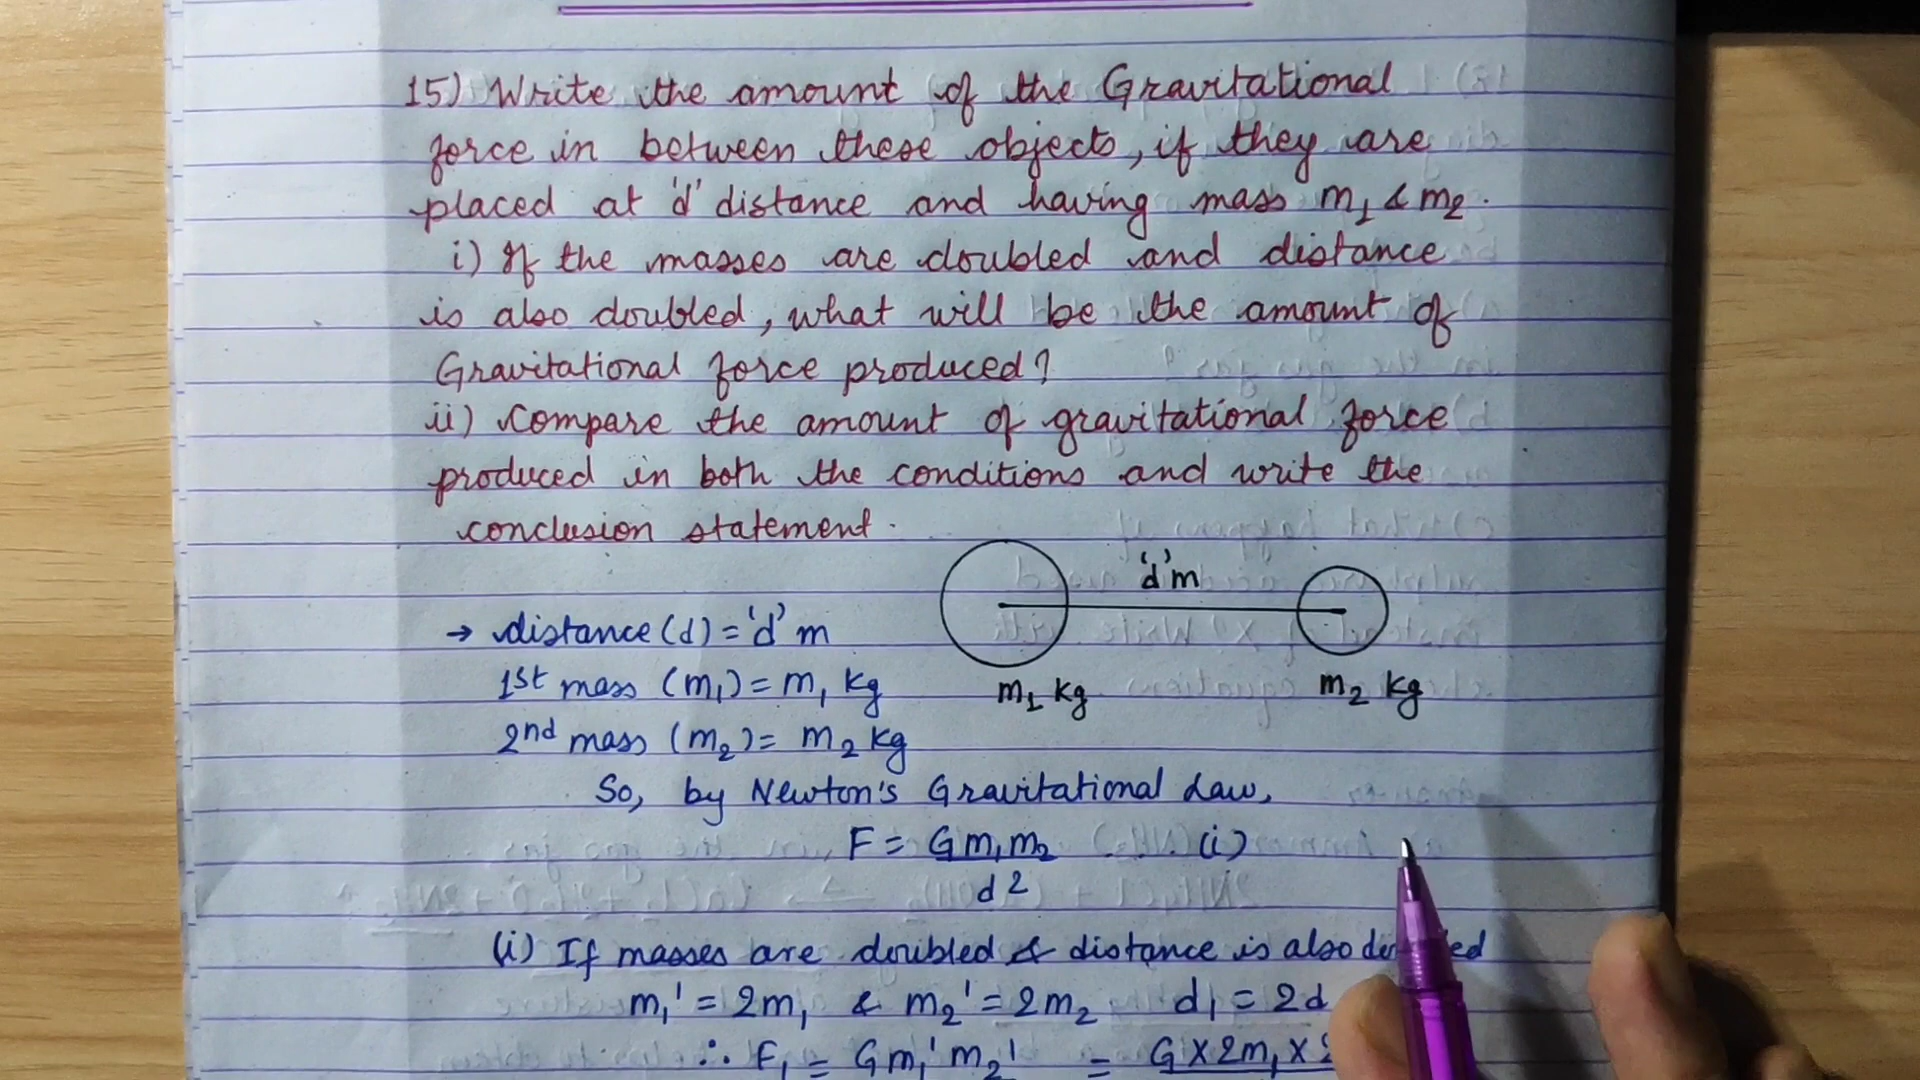 15) Write the amount of the Gravitational
force in between these objects, if they are
placed at 'd' distance and having mass m₁ & m₂.
i) If the masses are doubled and distance
is also doubled, what will be the amount of
Gravitational force produced?
ii) Compare the amount of gravitational force
produced in both the conditions and write the
conclusion statement.
'd'm
→ distance (d) = 'd' m
1st mass (m₁) = m₁ kg
m₁ kg
m₂ kg
2nd mass (m₂) = m₂ kg
So, by Newton's Gravitational Law,
F = Gm₁m₂ . . . (i)
d²
(i) If masses are doubled & distance is also
m₁' = 2m₁ & m₂' = 2m₂ d₁ = 2d
∴ F₁ = Gm₁'m₂' = G×2m₁×